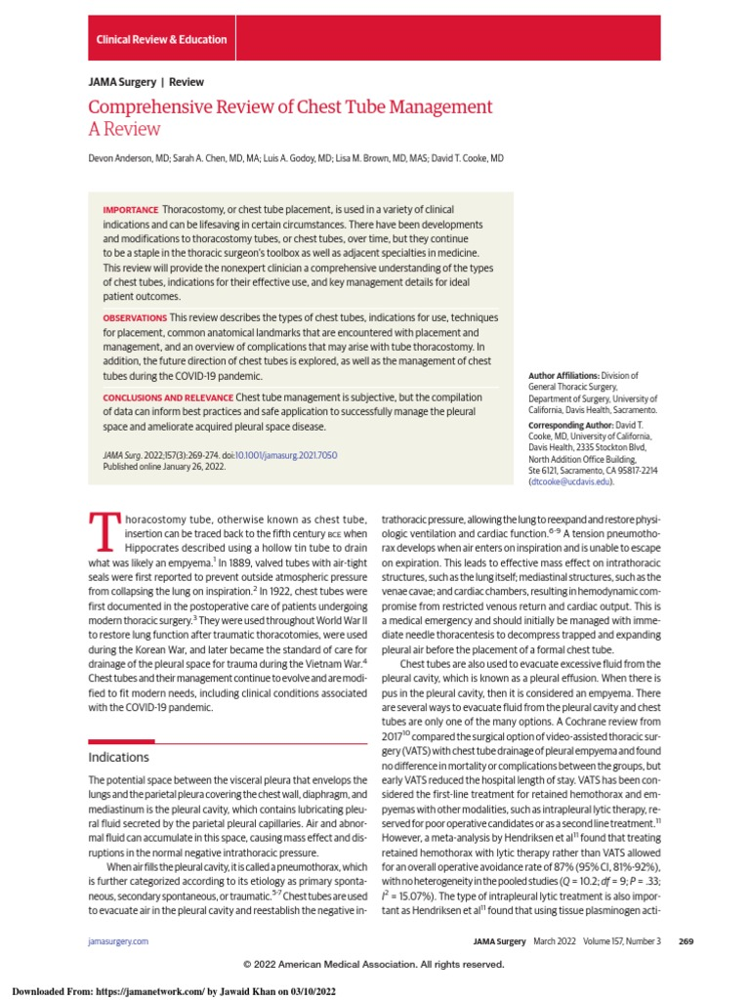 Clinical Review & Education
JAMA Surgery | Review
Comprehensive Review of Chest Tube Management
A Review
Devon Anderson, MD; Sarah A. Chen, MD, MA; Luis A. Godoy, MD; Lisa M. Brown, MD, MAS; David T. Cooke, MD
IMPORTANCE Thoracostomy, or chest tube placement, is used in a variety of clinical
indications and can be lifesaving in certain circumstances. There have been developments
and modifications to thoracostomy tubes, or chest tubes, over time, but they continue
to be a staple in the thoracic surgeon's toolbox as well as adjacent specialties in medicine.
This review will provide the nonexpert clinician a comprehensive understanding of the types
of chest tubes, indications for their effective use, and key management details for ideal
patient outcomes.
OBSERVATIONS This review describes the types of chest tubes, indications for use, techniques
for placement, common anatomical landmarks that are encountered with placement and
management, and an overview of complications that may arise with tube thoracostomy. In
addition, the future direction of chest tubes is explored, as well as the management of chest
tubes during the COVID-19 pandemic.
CONCLUSIONS AND RELEVANCE Chest tube management is subjective, but the compilation
of data can inform best practices and safe application to successfully manage the pleural
space and ameliorate acquired pleural space disease.
JAMA Surg. 2022;157(3):269-274. doi:10.1001/jamasurg.2021.7050
Published online January 26, 2022.
Author Affiliations: Division of
General Thoracic Surgery,
Department of Surgery, University of
California, Davis Health, Sacramento.
Corresponding Author: David T.
Cooke, MD, University of California,
Davis Health, 2335 Stockton Blvd,
North Addition Office Building,
Ste 6121, Sacramento, CA 95817-2214
(dtcooke@ucdavis.edu).
Thoracostomy tube, otherwise known as chest tube,
insertion can be traced back to the fifth century BCE when
Hippocrates described using a hollow tin tube to drain
what was likely an empyema.1 In 1889, valved tubes with air-tight
seals were first reported to prevent outside atmospheric pressure
from collapsing the lung on inspiration.2 In 1922, chest tubes were
first documented in the postoperative care of patients undergoing
modern thoracic surgery.3 They were used throughout World War II
to restore lung function after traumatic thoracotomies, were used
during the Korean War, and later became the standard of care for
drainage of the pleural space for trauma during the Vietnam War.4
Chest tubes and their management continue to evolve and are modi-
fied to fit modern needs, including clinical conditions associated
with the COVID-19 pandemic.
Indications
The potential space between the visceral pleura that envelops the
lungs and the parietal pleura covering the chest wall, diaphragm, and
mediastinum is the pleural cavity, which contains lubricating pleu-
ral fluid secreted by the parietal pleural capillaries. Air and abnor-
mal fluid can accumulate in this space, causing mass effect and dis-
ruptions in the normal negative intrathoracic pressure.
When air fills the pleural cavity, it is called a pneumothorax, which
is further categorized according to its etiology as primary sponta-
neous, secondary spontaneous, or traumatic.5-7 Chest tubes are used
to evacuate air in the pleural cavity and reestablish the negative in-
trathoracic pressure, allowing the lung to reexpand and restore physi-
ologic ventilation and cardiac function.6-9 A tension pneumotho-
rax develops when air enters on inspiration and is unable to escape
on expiration. This leads to effective mass effect on intrathoracic
structures, such as the lung itself; mediastinal structures, such as the
venae cavae; and cardiac chambers, resulting in hemodynamic com-
promise from restricted venous return and cardiac output. This is
a medical emergency and should initially be managed with imme-
diate needle thoracentesis to decompress trapped and expanding
pleural air before the placement of a formal chest tube.
Chest tubes are also used to evacuate excessive fluid from the
pleural cavity, which is known as a pleural effusion. When there is
pus in the pleural cavity, then it is considered an empyema. There
are several ways to evacuate fluid from the pleural cavity and chest
tubes are only one of the many options. A Cochrane review from
2017 10 compared the surgical option of video-assisted thoracic sur-
gery (VATS) with chest tube drainage of pleural empyema and found
no difference in mortality or complications between the groups, but
early VATS reduced the hospital length of stay. VATS has been con-
sidered the first-line treatment for retained hemothorax and em-
pyemas with other modalities, such as intrapleural lytic therapy, re-
served for poor operative candidates or as a second line treatment.11
However, a meta-analysis by Hendriksen et al11 found that treating
retained hemothorax with lytic therapy rather than VATS allowed
for an overall operative avoidance rate of 87% (95% CI, 81%-92%),
with no heterogeneity in the pooled studies (Q = 10.2; df = 9; P = .33;
I2 = 15.07%). The type of intrapleural lytic treatment is also impor-
tant as Hendriksen et al11 found that using tissue plasminogen acti-
jamasurgery.com
JAMA Surgery March 2022 Volume 157, Number 3 269
© 2022 American Medical Association. All rights reserved.
Downloaded From: https://jamanetwork.com/ by Jawaid Khan on 03/10/2022